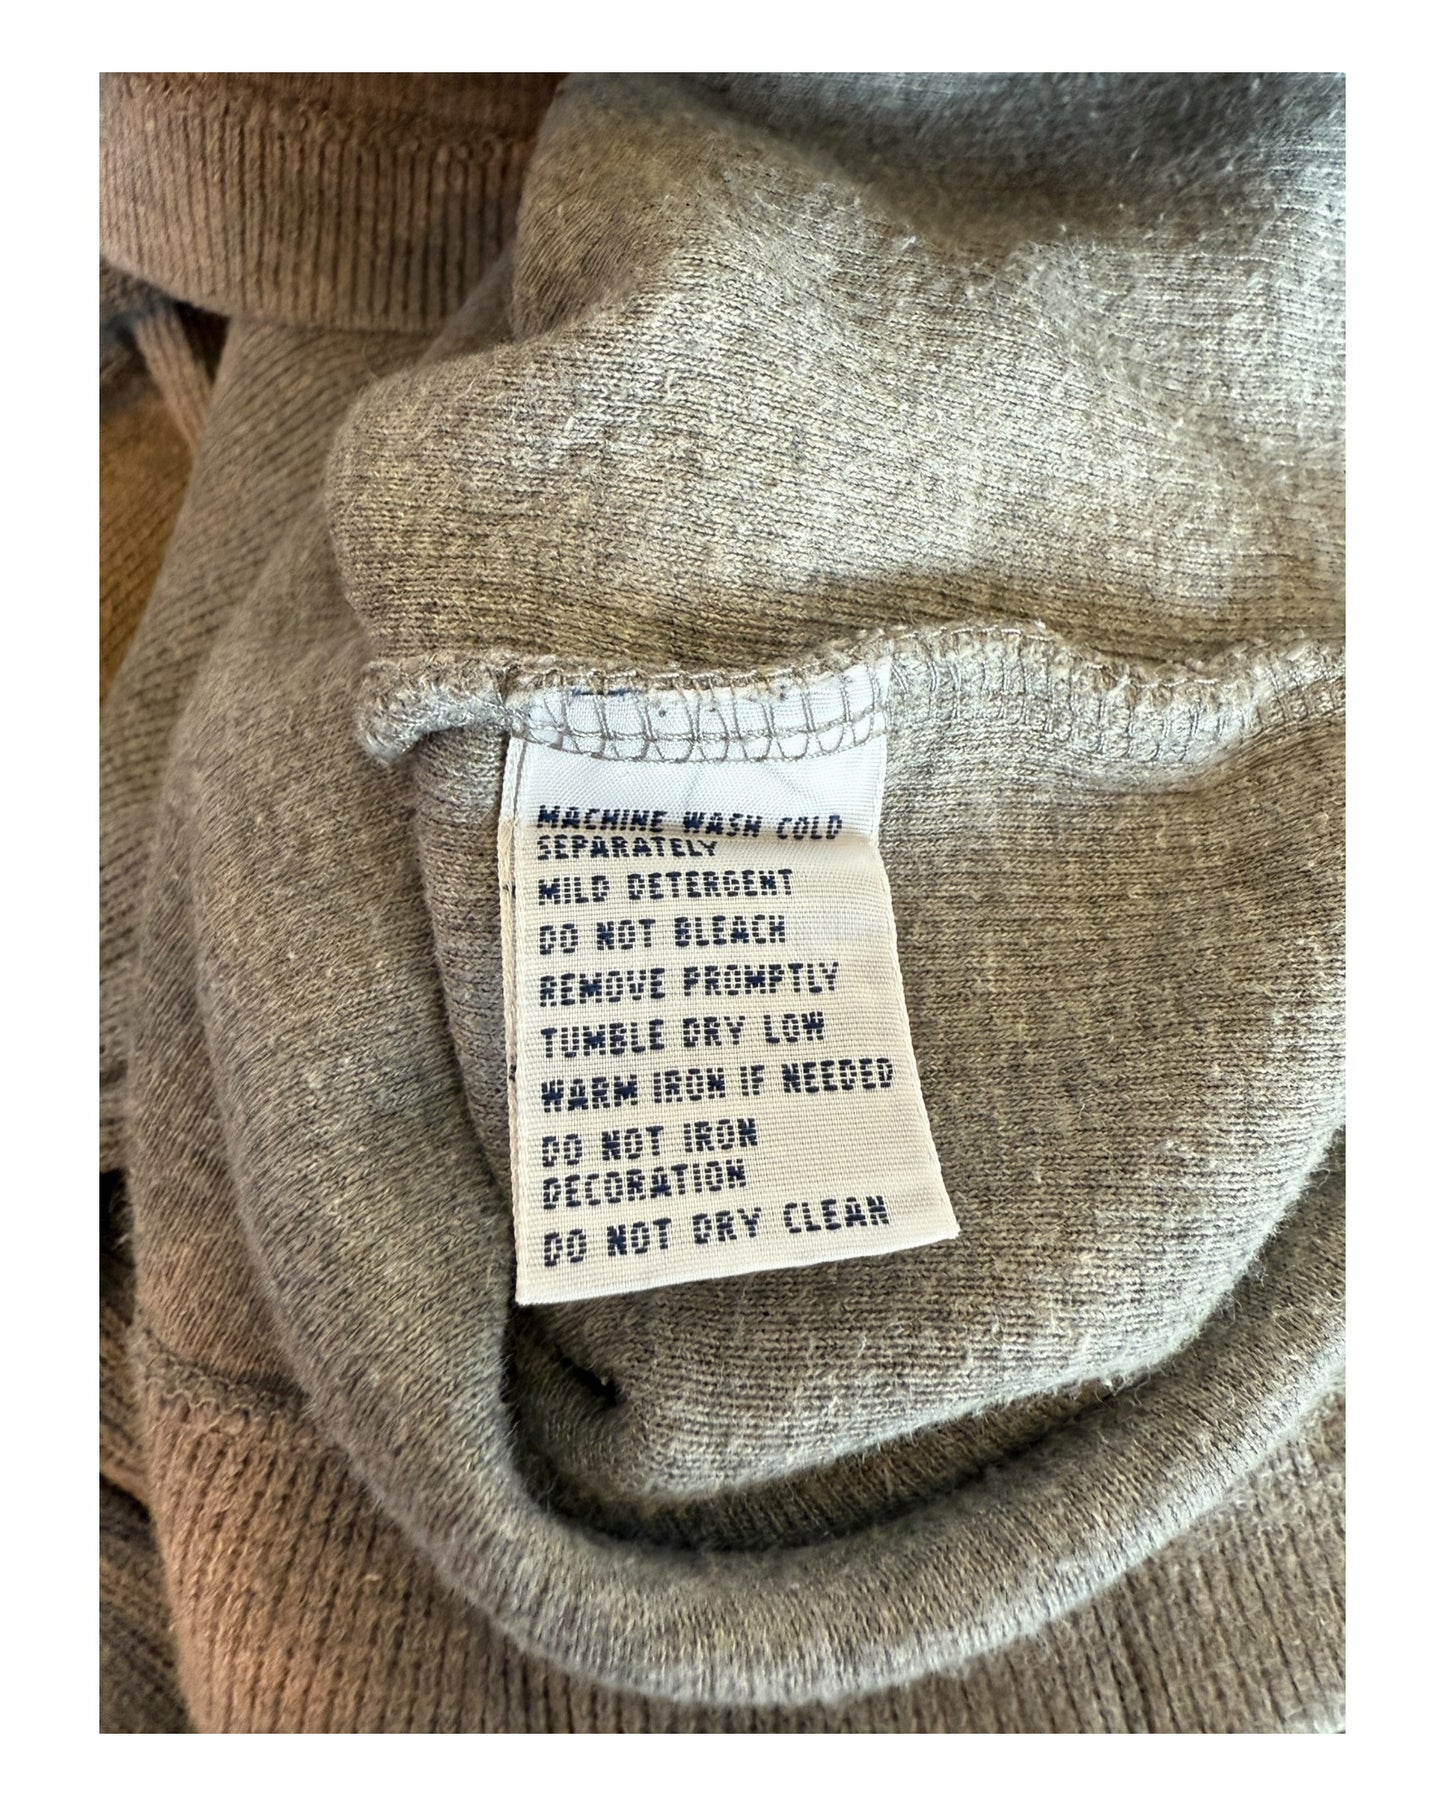 MACHINE WASH COLD
SEPARATELY
MILD DETERGENT
DO NOT BLEACH
REMOVE PROMPTLY
TUMBLE DRY LOW
WARM IRON IF NEEDED
DO NOT IRON
DECORATION
DO NOT DRY CLEAN